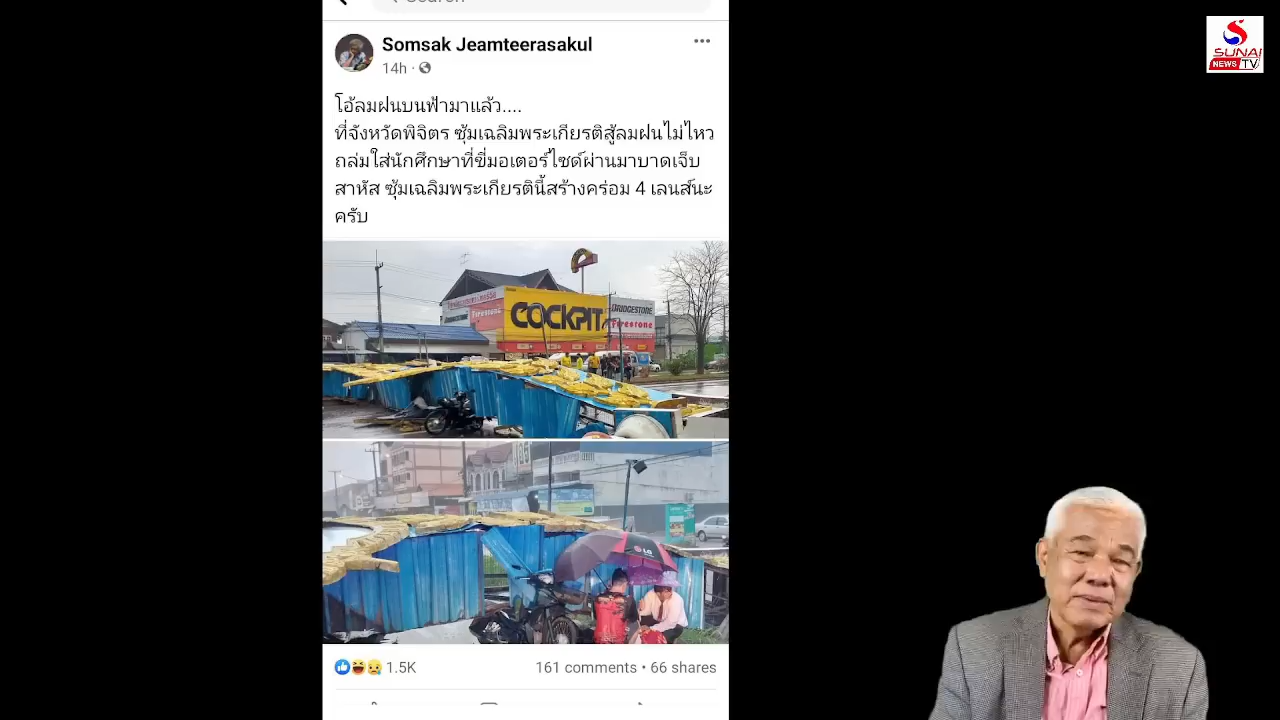 Search
Somsak Jeamteerasakul
14h
SUNAI
NEWS TV
โอ้ลมฝนบนฟ้ามาแล้ว....
ที่จังหวัดพิจิตร ซุ้มเฉลิมพระเกียรติสู้ลมฝนไม่ไหว
ถล่มใส่นักศึกษาที่ขี่มอเตอร์ไซด์ผ่านมาบาดเจ็บ
สาหัส ซุ้มเฉลิมพระเกียรตินี้สร้างคร่อม 4 เลนส์นะ
ครับ
COCKPIT
BRIDGESTONE
Firestone
Firestone
LG
1.5K
161 comments • 66 shares